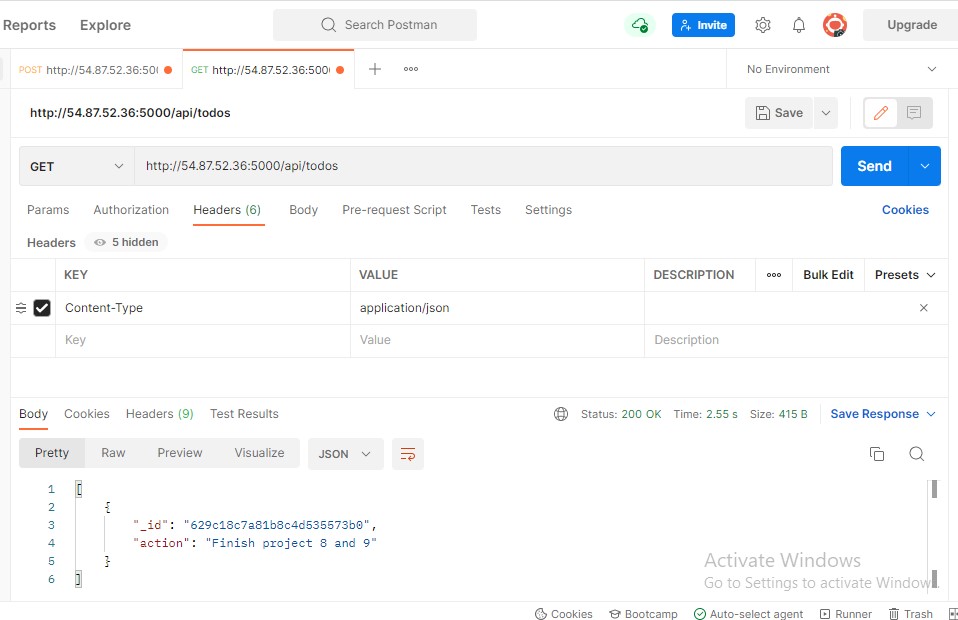 Reports Explore Search Postman Invite Upgrade
POST http://54.87.52.36:500 GET http://54.87.52.36:500 No Environment
http://54.87.52.36:5000/api/todos Save
GET http://54.87.52.36:5000/api/todos Send
Params Authorization Headers (6) Body Pre-request Script Tests Settings Cookies
Headers 5 hidden
KEY VALUE DESCRIPTION Bulk Edit Presets
Content-Type application/json
Key Value Description
Body Cookies Headers (9) Test Results Status: 200 OK Time: 2.55 s Size: 415 B Save Response
Pretty Raw Preview Visualize JSON
1 [
2 {
3 "_id": "629c18c7a81b8c4d535573b0",
4 "action": "Finish project 8 and 9"
5 }
6 ]
Activate Windows
Go to Settings to activate Windows.
Cookies Bootcamp Auto-select agent Runner Trash